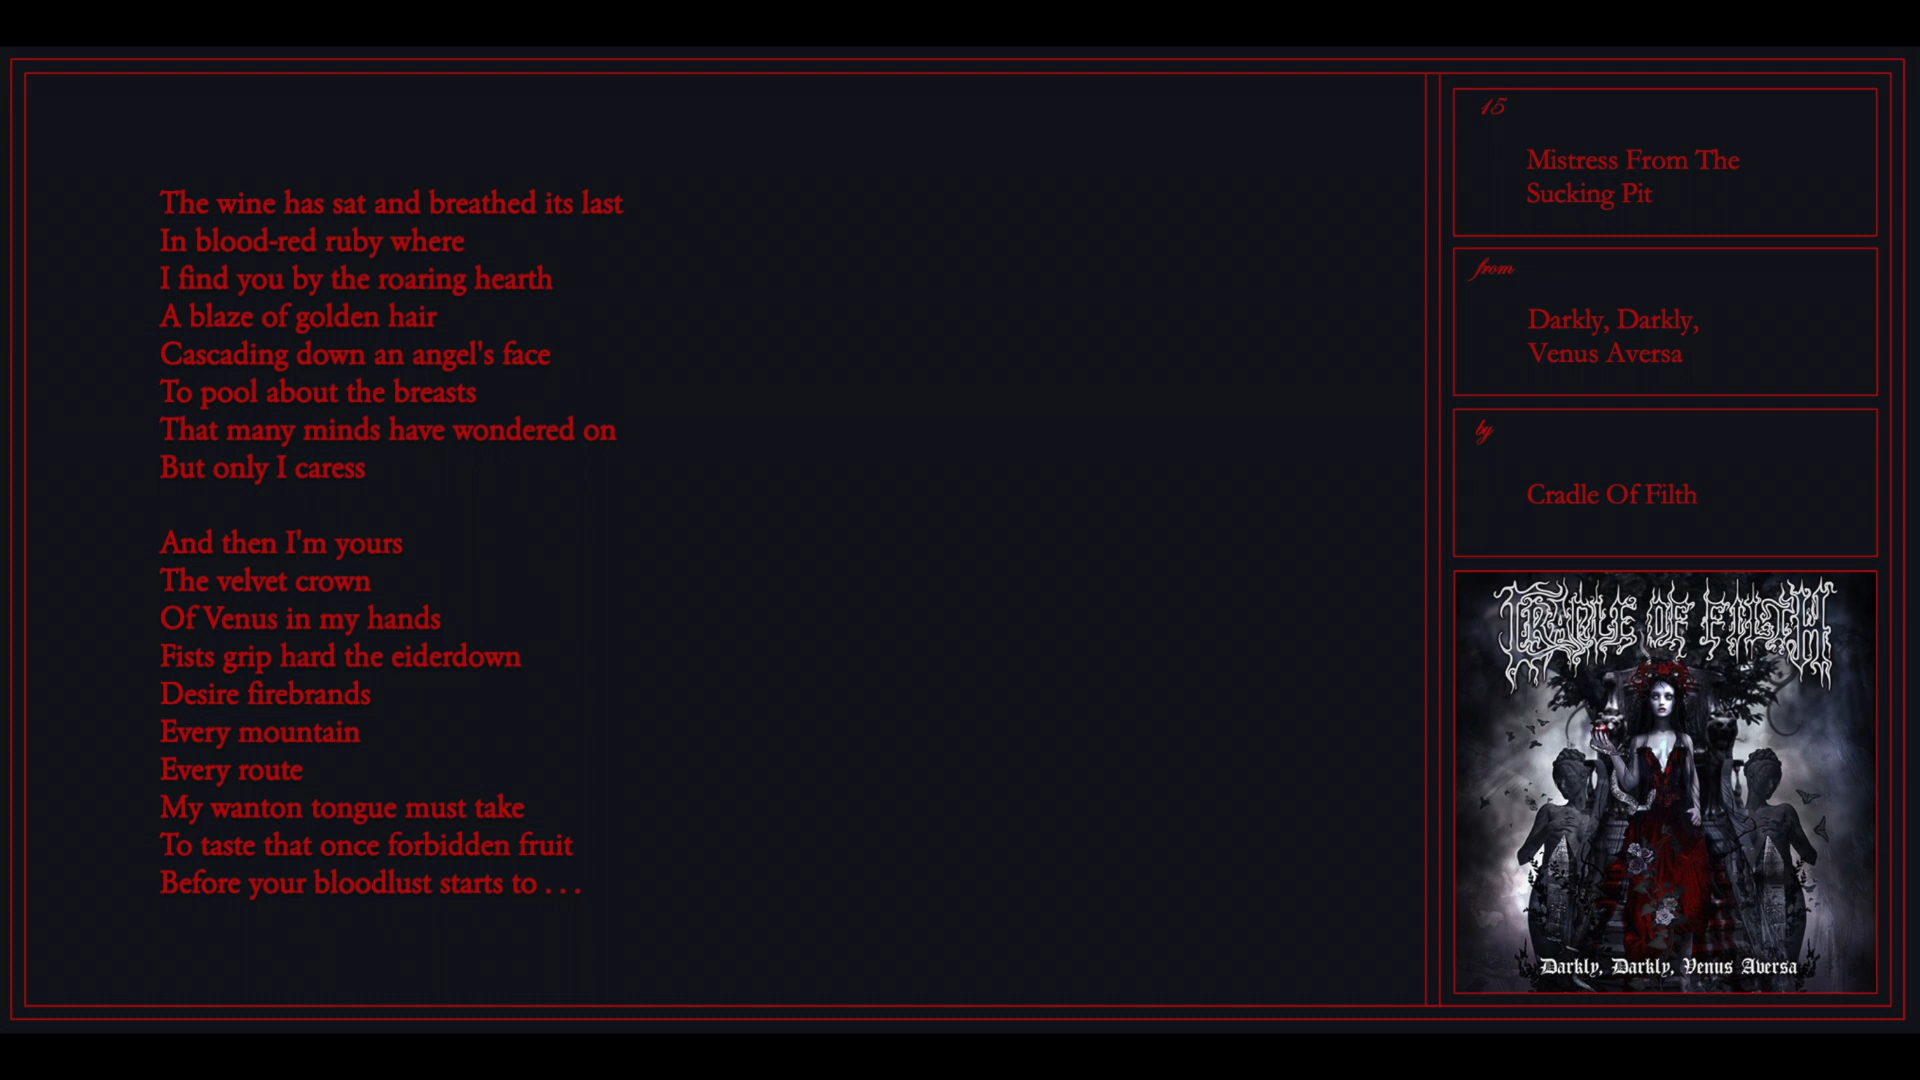 The wine has sat and breathed its last
In blood-red ruby where
I find you by the roaring hearth
A blaze of golden hair
Cascading down an angel's face
To pool about the breasts
That many minds have wondered on
But only I caress

And then I'm yours
The velvet crown
Of Venus in my hands
Fists grip hard the eiderdown
Desire firebrands
Every mountain
Every route
My wanton tongue must take
To taste that once forbidden fruit
Before your bloodlust starts to . . .

15
Mistress From The
Sucking Pit
from
Darkly, Darkly,
Venus Aversa
by
Cradle Of Filth
CRADLE OF FILTH
Darkly, Darkly, Venus Aversa